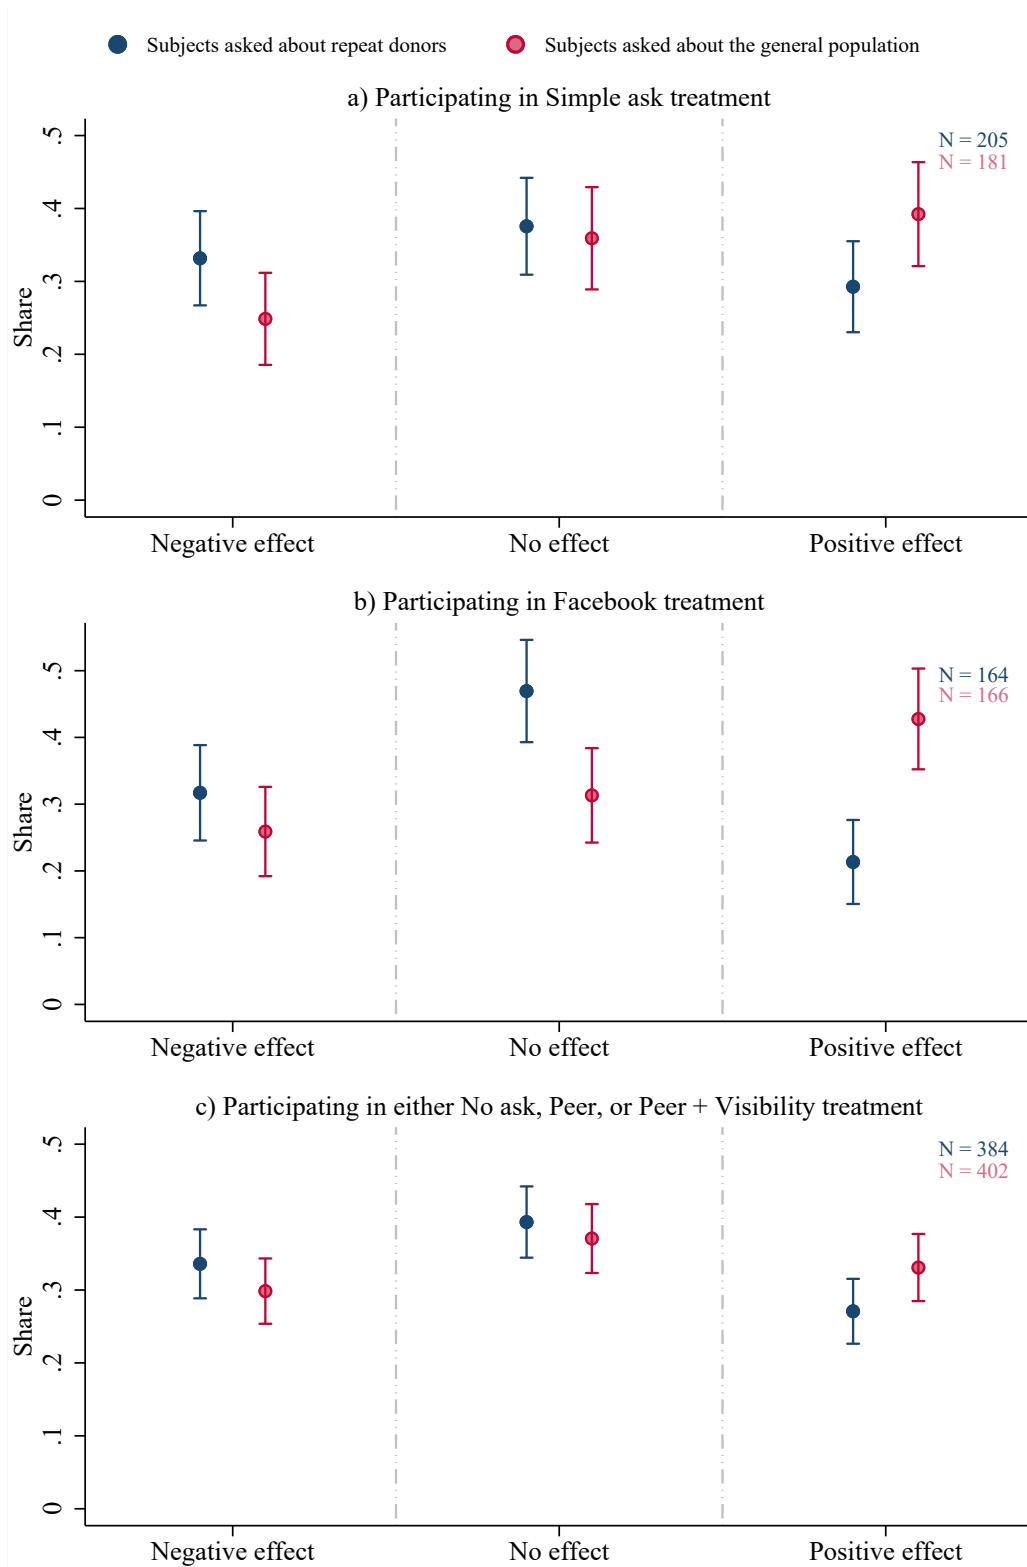 Subjects asked about repeat donors
Subjects asked about the general population
a) Participating in Simple ask treatment
N = 205
N = 181
Share
.5
.4
.3
.2
.1
0
Negative effect
No effect
Positive effect
b) Participating in Facebook treatment
N = 164
N = 166
Share
.5
.4
.3
.2
.1
0
Negative effect
No effect
Positive effect
c) Participating in either No ask, Peer, or Peer + Visibility treatment
N = 384
N = 402
Share
.5
.4
.3
.2
.1
0
Negative effect
No effect
Positive effect